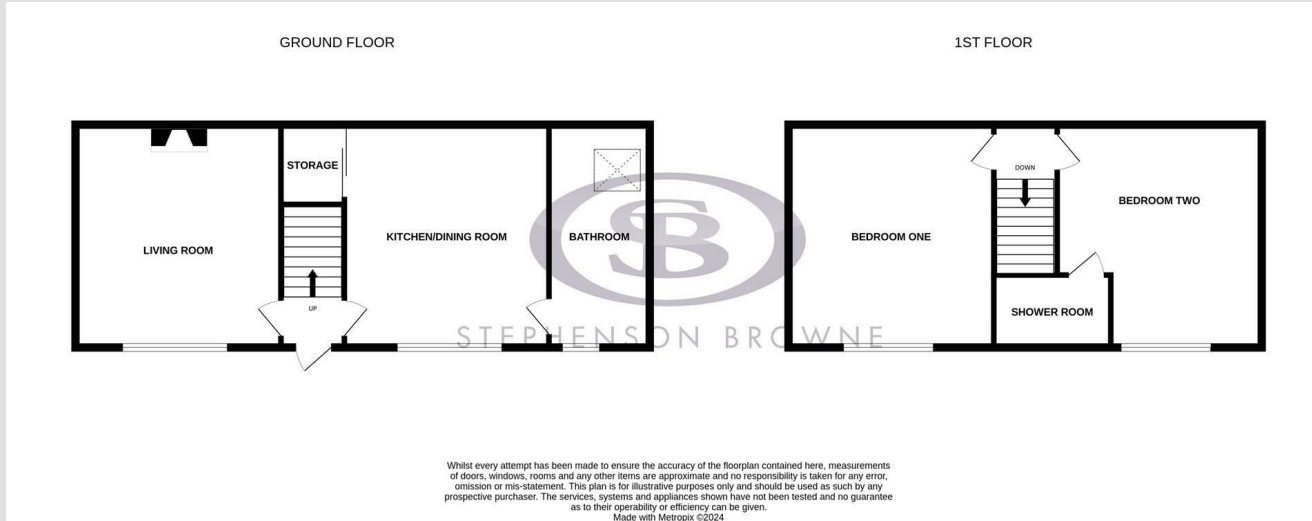 GROUND FLOOR
1ST FLOOR
STORAGE
LIVING ROOM
KITCHEN/DINING ROOM
BATHROOM
UP
DOWN
BEDROOM ONE
BEDROOM TWO
SHOWER ROOM
SB
STEPHENSON BROWNE
Whilst every attempt has been made to ensure the accuracy of the floorplan contained here, measurements
of doors, windows, rooms and any other items are approximate and no responsibility is taken for any error,
omission or mis-statement. This plan is for illustrative purposes only and should be used as such by any
prospective purchaser. The services, systems and appliances shown have not been tested and no guarantee
as to their operability or efficiency can be given.
Made with Metropix ©2024